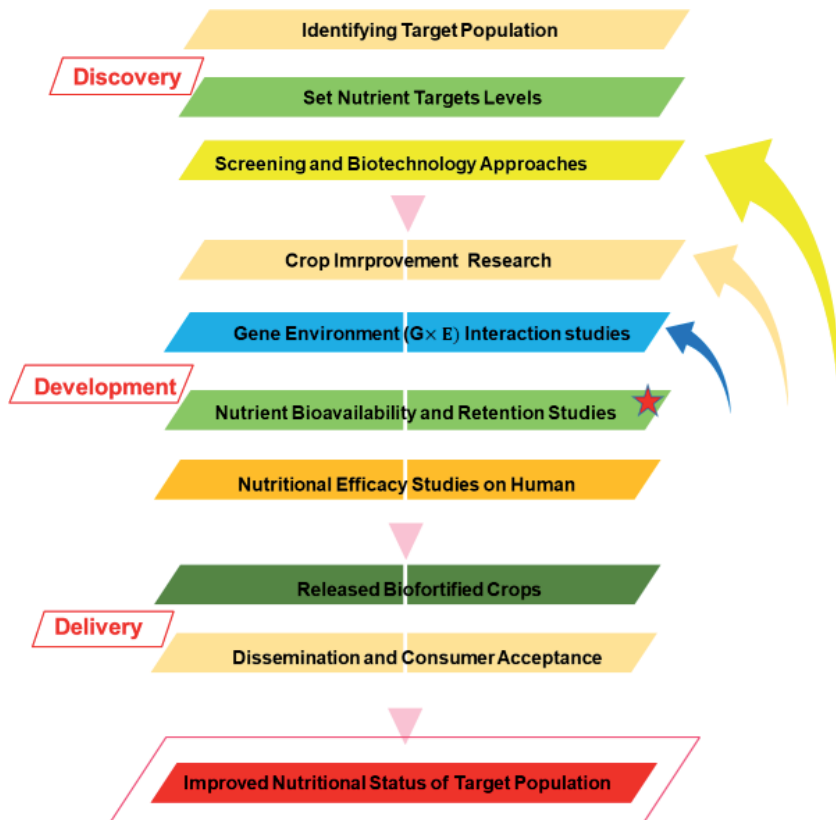 Identifying Target Population
Discovery
Set Nutrient Targets Levels
Screening and Biotechnology Approaches
Crop Imrprovement Research
Gene Environment (G× E) Interaction studies
Development
Nutrient Bioavailability and Retention Studies
Nutritional Efficacy Studies on Human
Released Biofortified Crops
Delivery
Dissemination and Consumer Acceptance
Improved Nutritional Status of Target Population